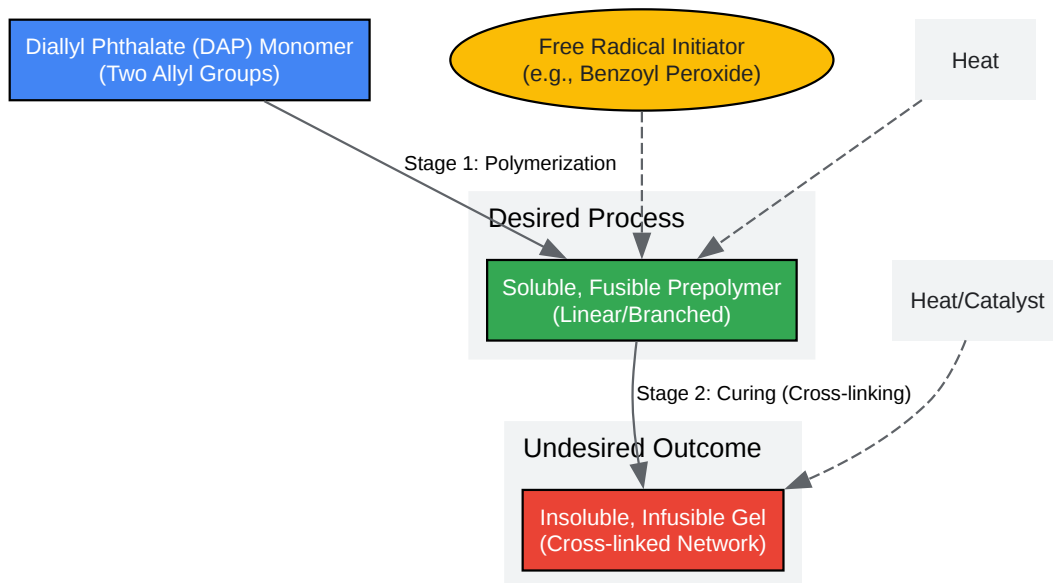 Diallyl Phthalate (DAP) Monomer
(Two Allyl Groups)
Free Radical Initiator
(e.g., Benzoyl Peroxide)
Heat
Stage 1: Polymerization
Desired Process
Soluble, Fusible Prepolymer
(Linear/Branched)
Heat/Catalyst
Stage 2: Curing (Cross-linking)
Undesired Outcome
Insoluble, Infusible Gel
(Cross-linked Network)